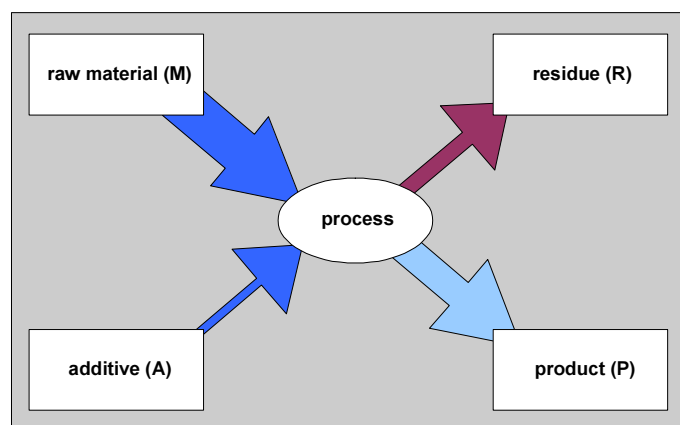 raw material (M)
residue (R)
process
additive (A)
product (P)